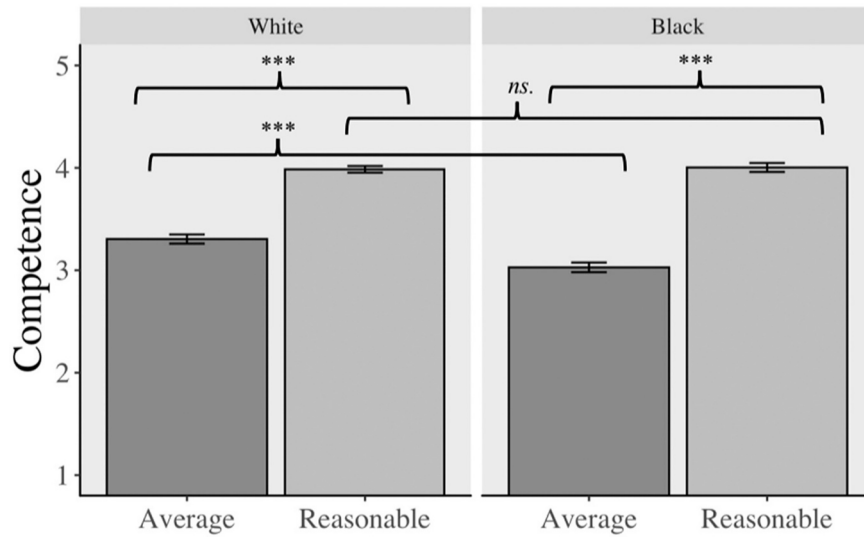 White
Black
5
***
***
ns.
***
4
3
2
1
Competence
Average
Reasonable
Average
Reasonable